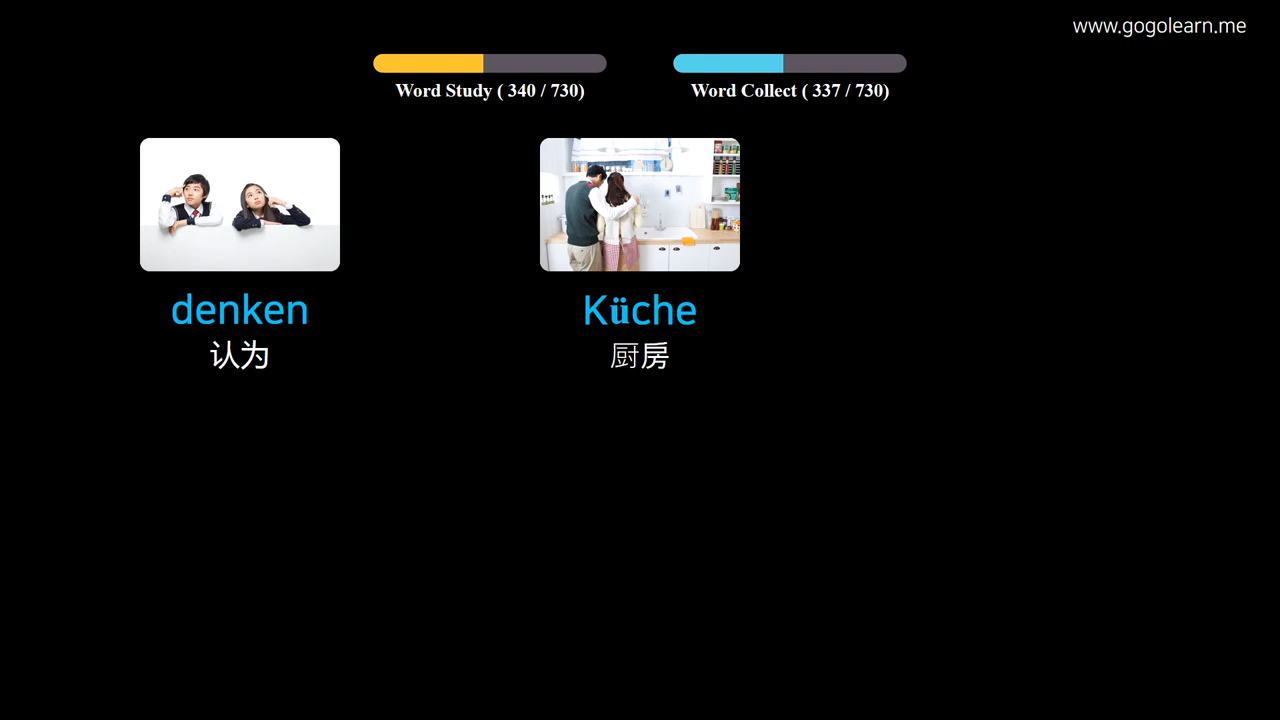 www.gogolearn.me
Word Study ( 340 / 730)
Word Collect ( 337 / 730)
denken
认为
Küche
厨房